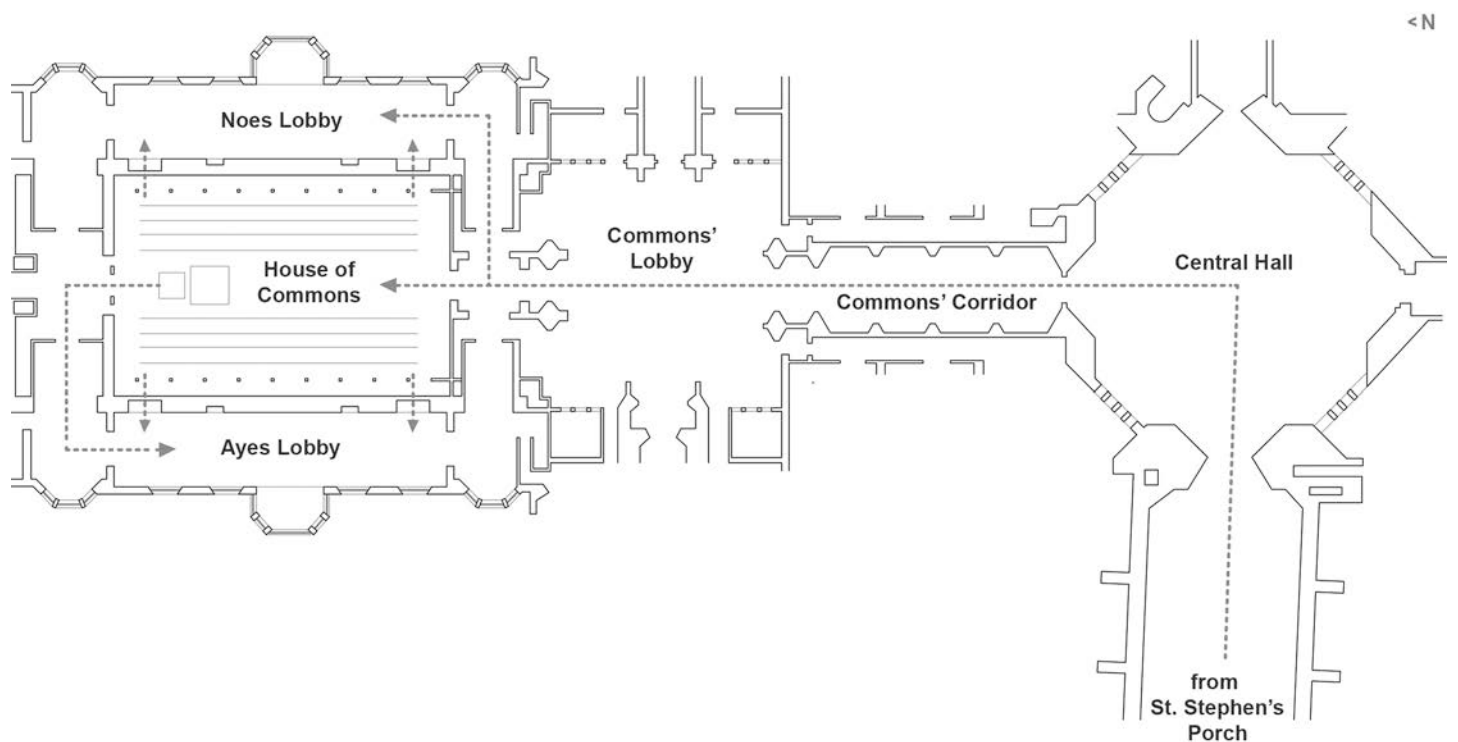 < N
Noes Lobby
House of
Commons
Ayes Lobby
Commons’
Lobby
Commons’ Corridor
Central Hall
from
St. Stephen’s
Porch